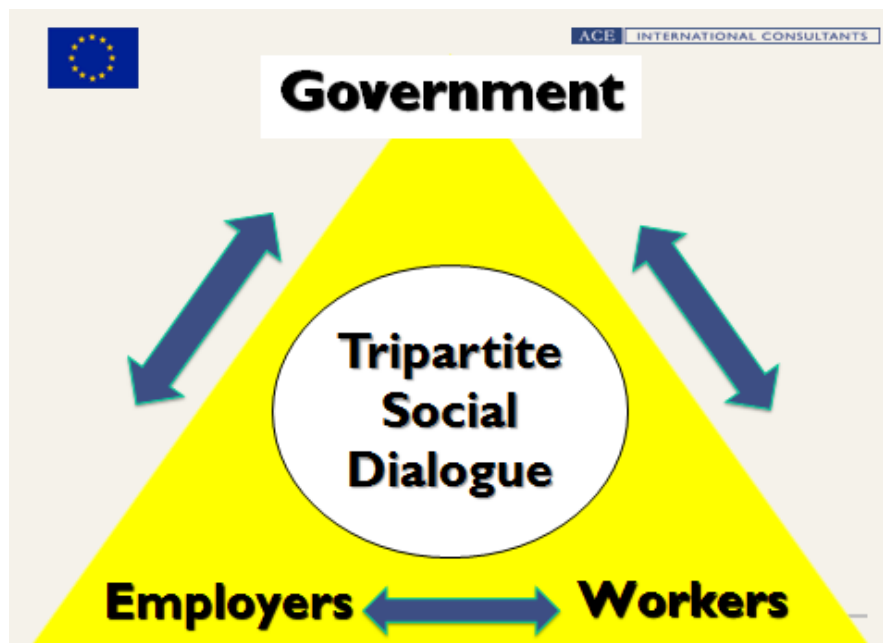 ACE INTERNATIONAL CONSULTANTS
Government
Tripartite
Social
Dialogue
Employers Workers